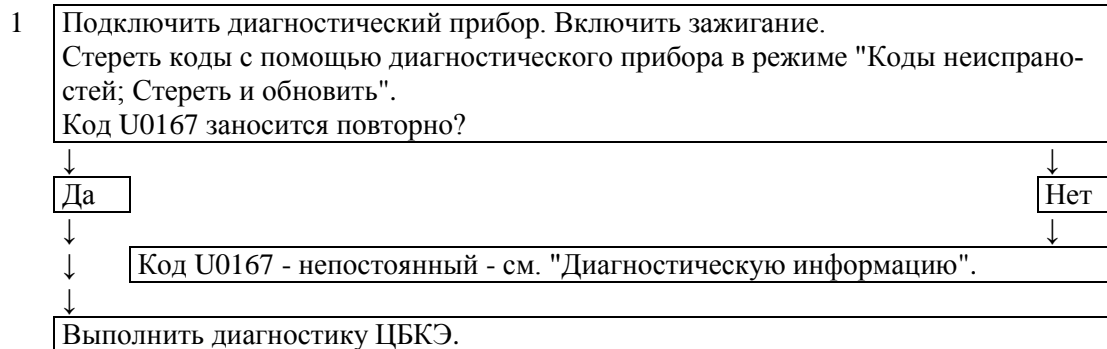 1 Подключить диагностический прибор. Включить зажигание.
Стереть коды с помощью диагностического прибора в режиме "Коды неиспрано-
стей; Стереть и обновить".
Код U0167 заносится повторно?
↓ ↓
Да Нет
↓ ↓
↓ Код U0167 - непостоянный - см. "Диагностическую информацию".
↓
Выполнить диагностику ЦБКЭ.